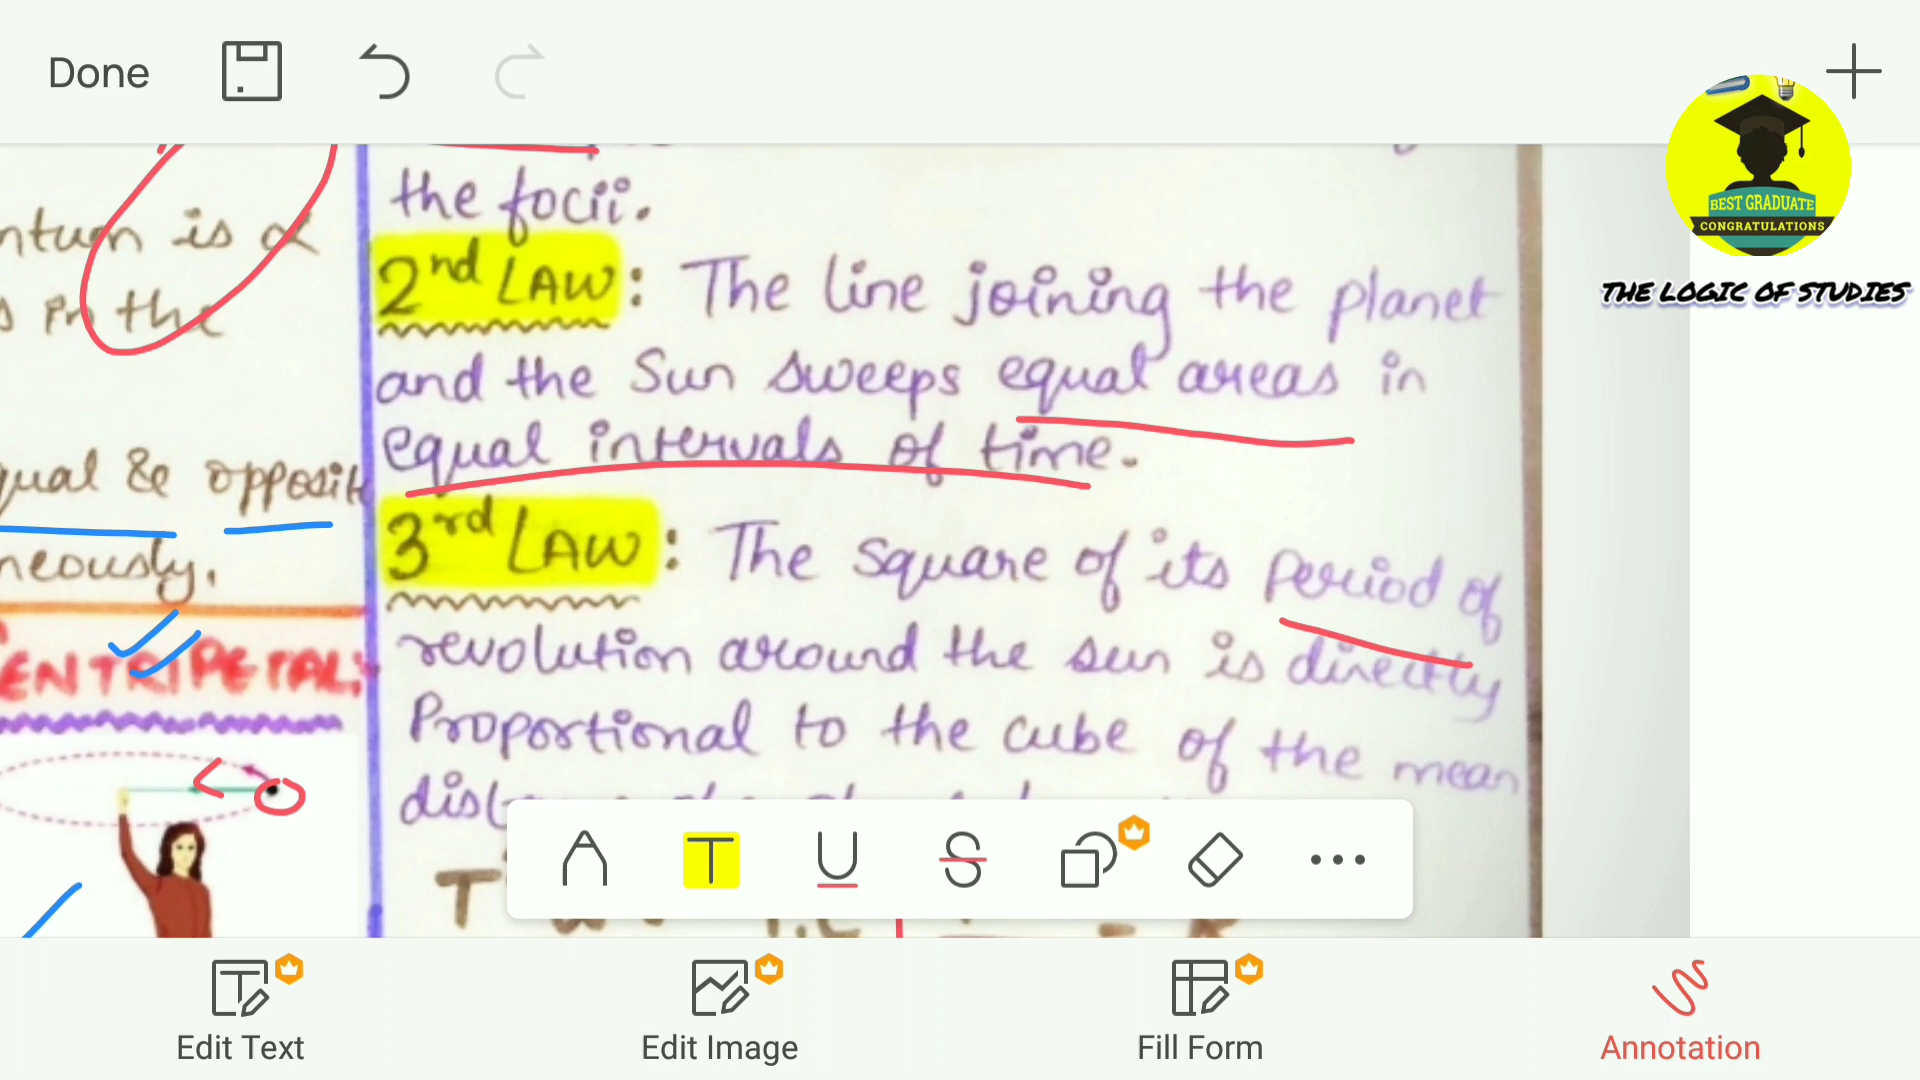 Done
BEST GRADUATE
CONGRATULATIONS
THE LOGIC OF STUDIES
is α
s in the
qual & opposit
neously.
ENTRIPETAL:
the focii.
2nd LAW: The line joining the planet
and the Sun sweeps equal areas in
equal intervals of time.
3rd LAW: The square of its Period of
revolution around the sun is directly
Proportional to the cube of the mean
Edit Text
Edit Image
Fill Form
Annotation